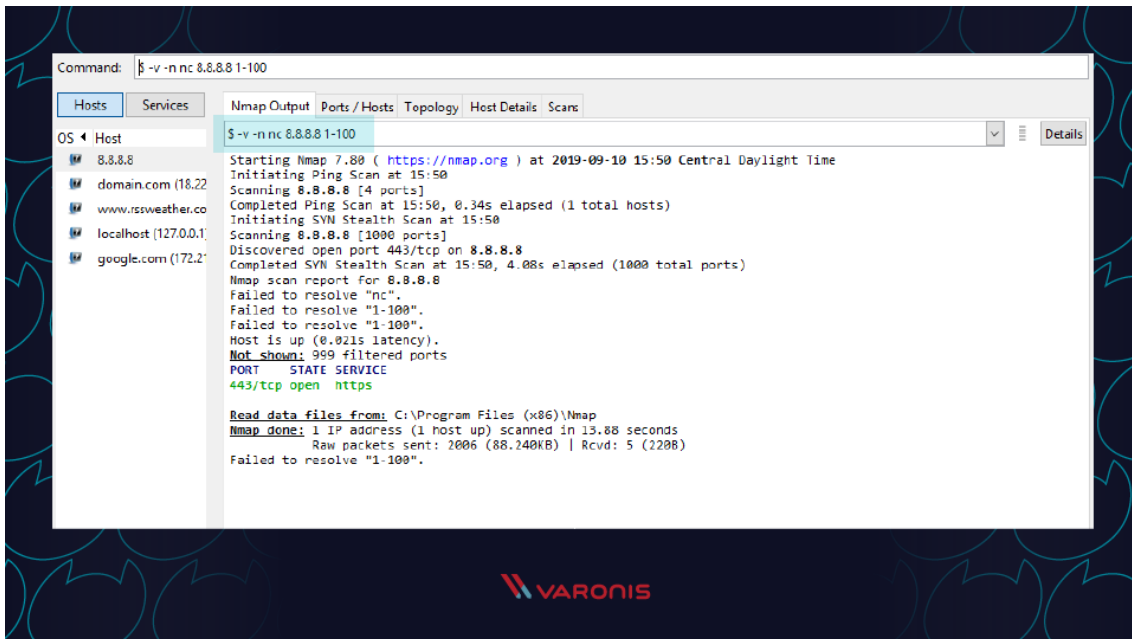 Command: $ -v -n nc 8.8.8.8 1-100
Hosts Services
Nmap Output Ports / Hosts Topology Host Details Scans
OS Host
$ -v -n nc 8.8.8.8 1-100
Details
8.8.8.8
domain.com (18.22
www.rssweather.co
localhost (127.0.0.1)
google.com (172.21
Starting Nmap 7.80 ( https://nmap.org ) at 2019-09-10 15:50 Central Daylight Time
Initiating Ping Scan at 15:50
Scanning 8.8.8.8 [4 ports]
Completed Ping Scan at 15:50, 0.34s elapsed (1 total hosts)
Initiating SYN Stealth Scan at 15:50
Scanning 8.8.8.8 [1000 ports]
Discovered open port 443/tcp on 8.8.8.8
Completed SYN Stealth Scan at 15:50, 4.08s elapsed (1000 total ports)
Nmap scan report for 8.8.8.8
Failed to resolve "nc".
Failed to resolve "1-100".
Failed to resolve "1-100".
Host is up (0.021s latency).
Not shown: 999 filtered ports
PORT STATE SERVICE
443/tcp open https
Read data files from: C:\Program Files (x86)\Nmap
Nmap done: 1 IP address (1 host up) scanned in 13.88 seconds
Raw packets sent: 2006 (88.240KB) | Rcvd: 5 (220B)
Failed to resolve "1-100".
VARONIS